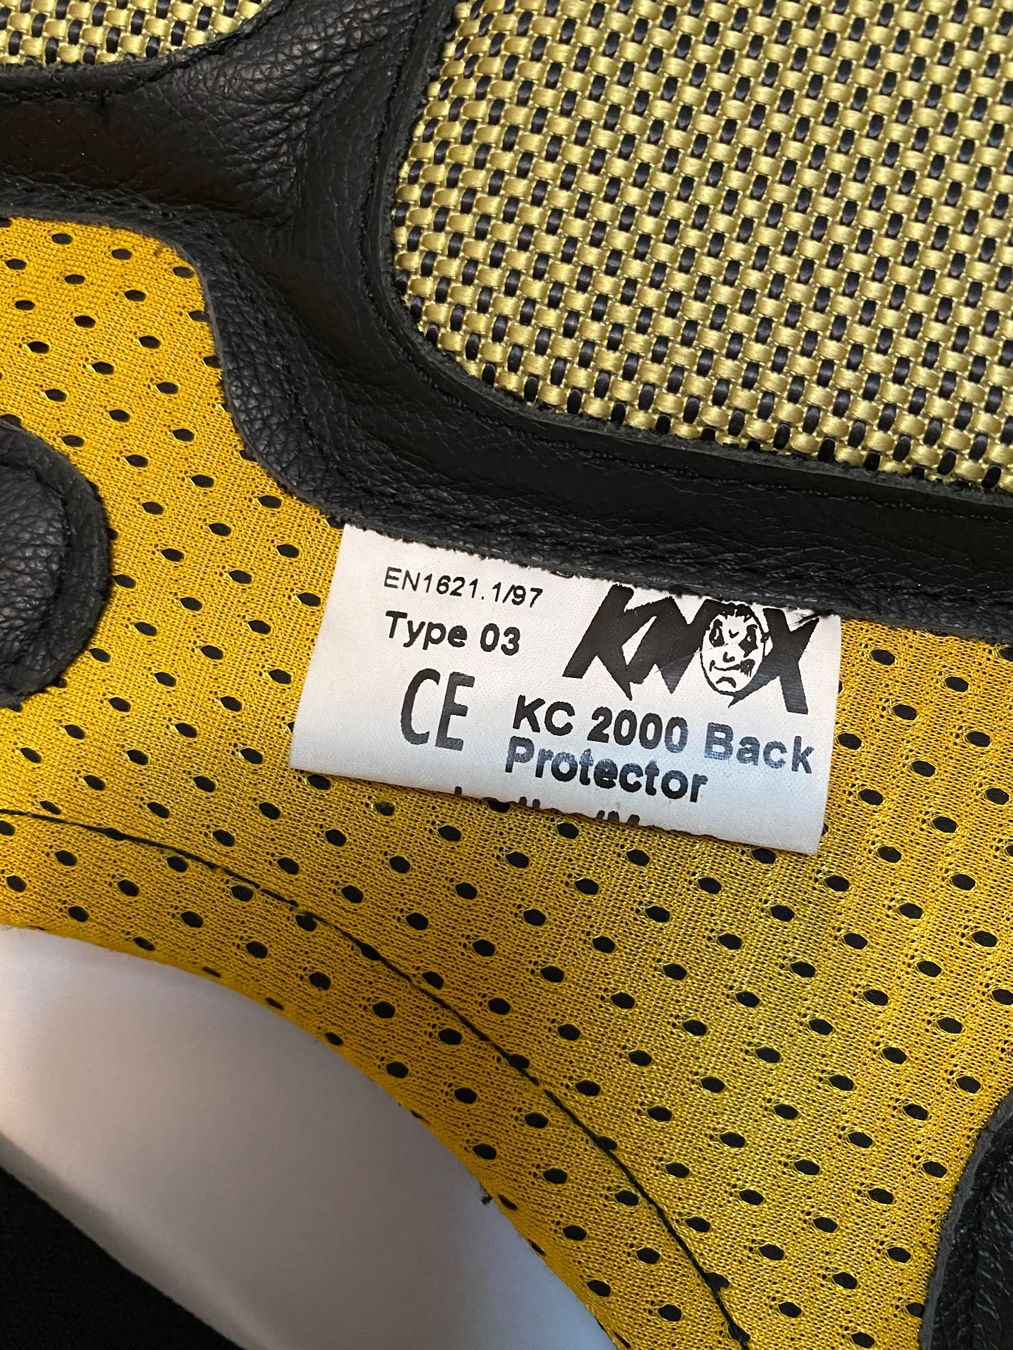 EN1621.1/97
Type 03
CE
KNOX
KC 2000 Back
Protector